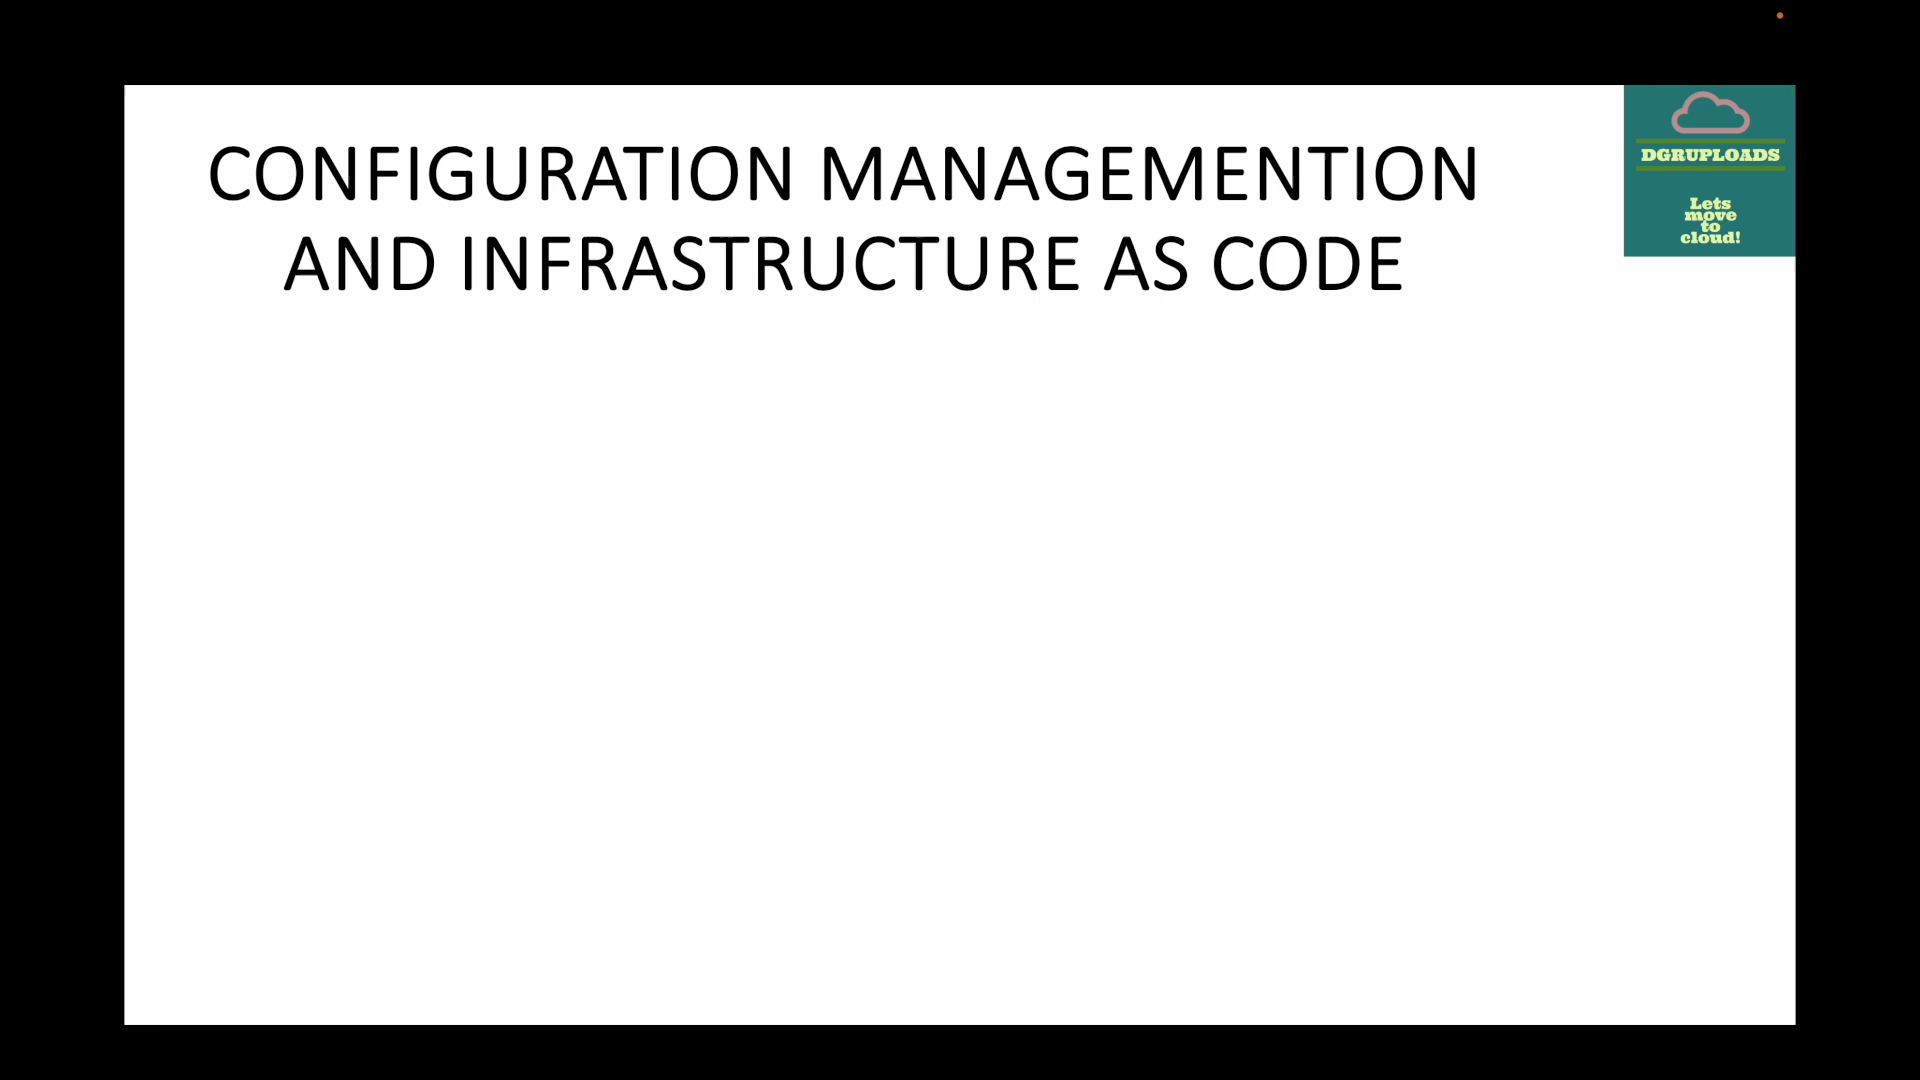 CONFIGURATION MANAGEMENTION
AND INFRASTRUCTURE AS CODE
DGRUPLOADS
Lets
move
to
cloud!